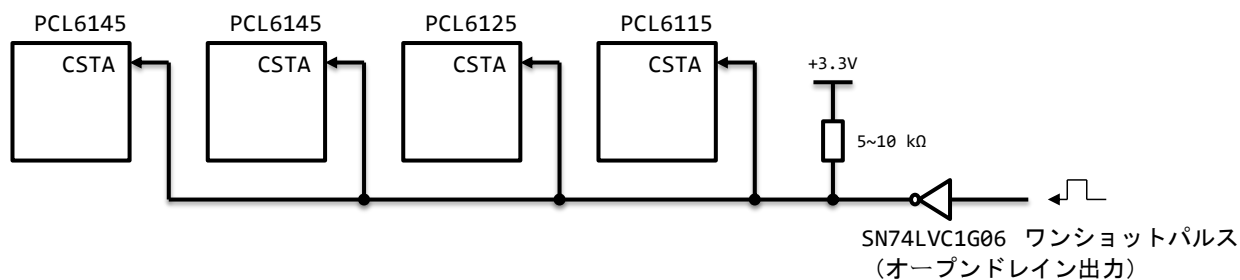 PCL6145 PCL6145 PCL6125 PCL6115
CSTA CSTA CSTA CSTA
+3.3V
5~10 kΩ
SN74LVC1G06 ワンショットパルス
(オープンドレイン出力)